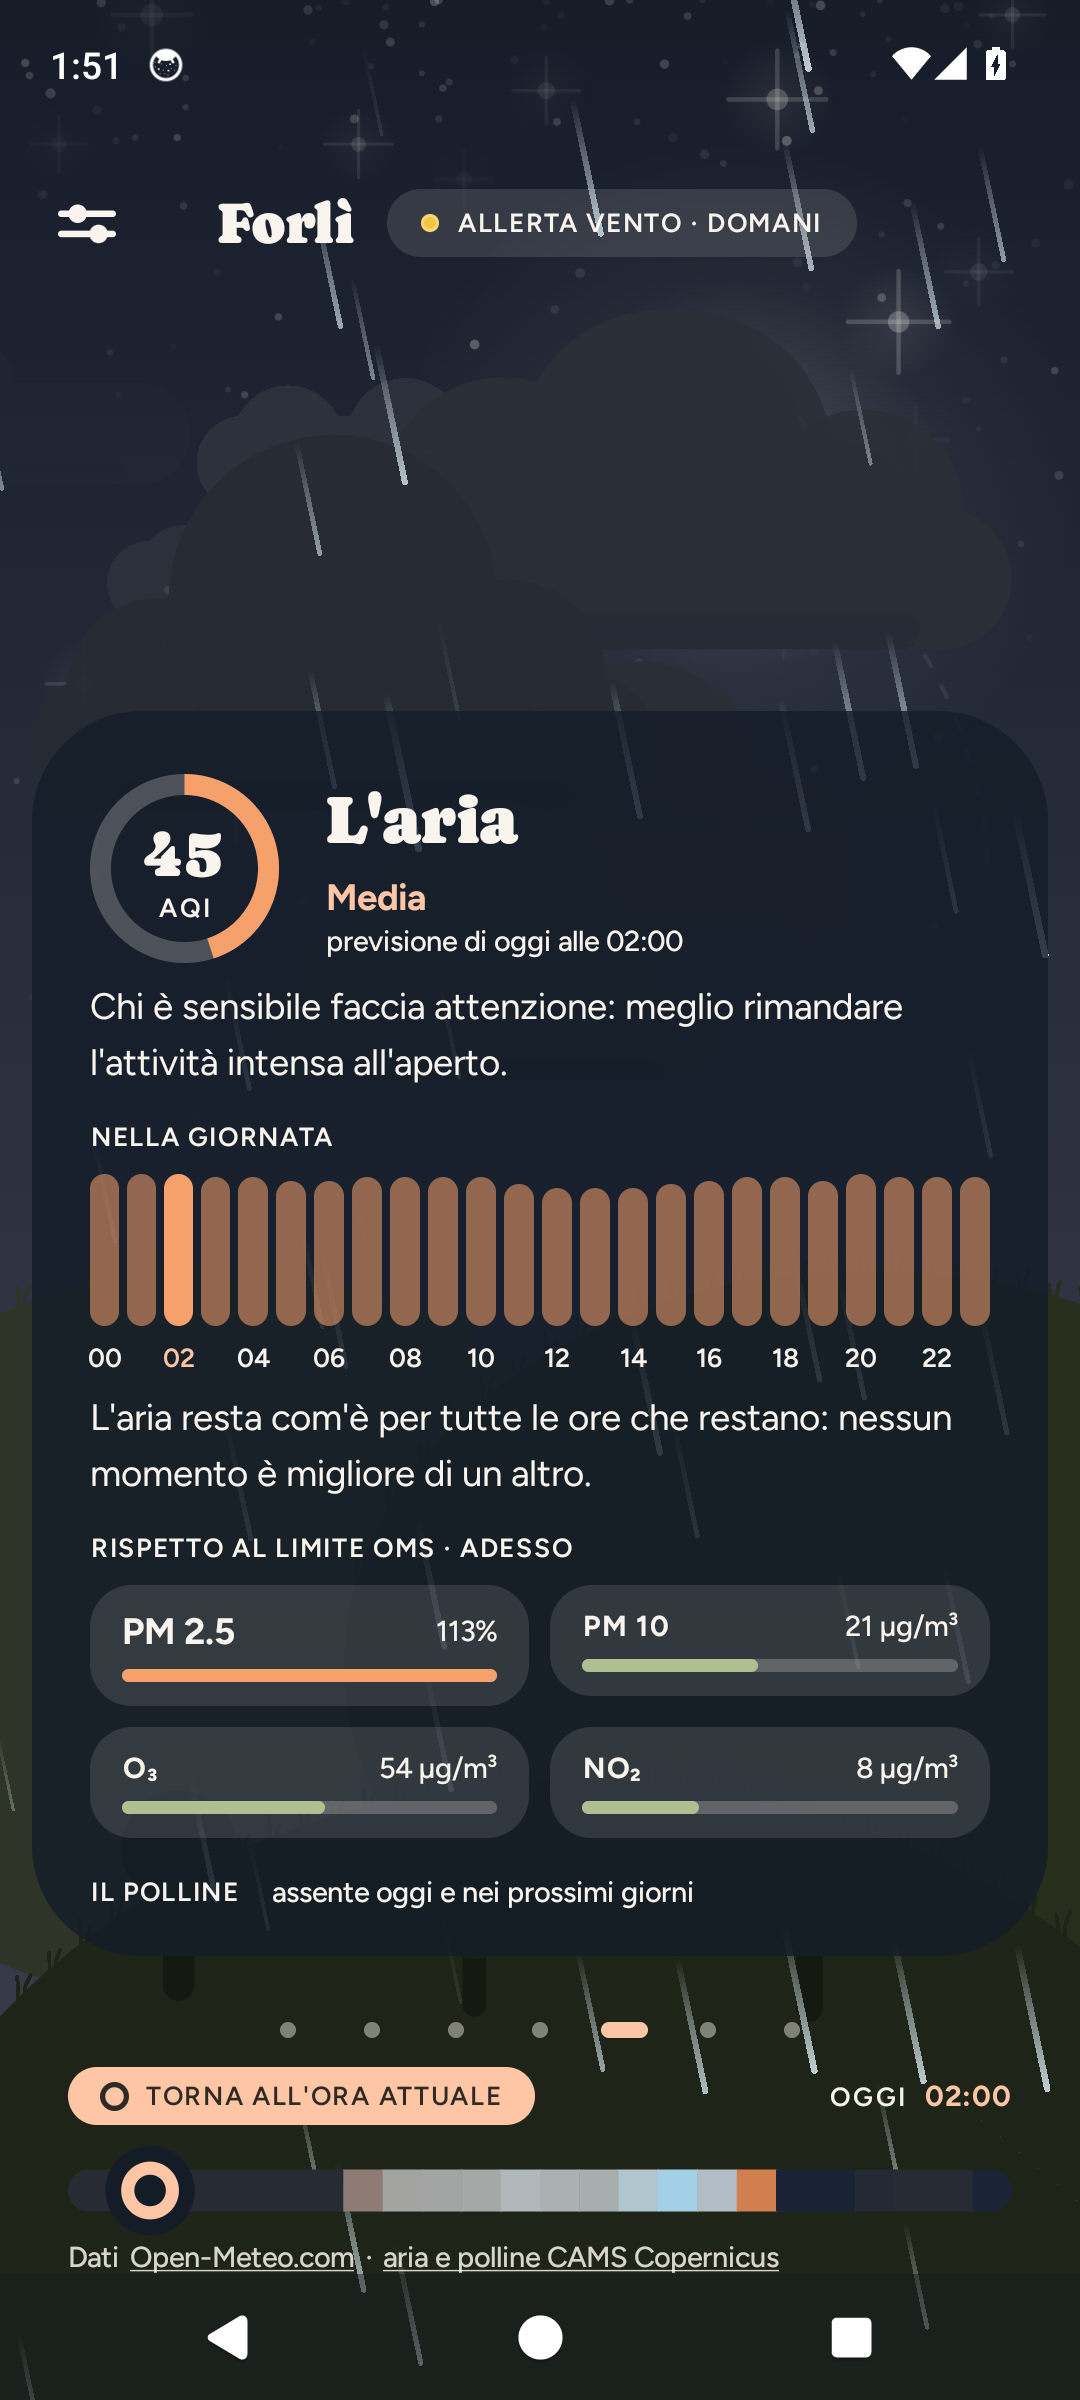 1:51
Forlì
ALLERTA VENTO · DOMANI
45
AQI
L'aria
Media
previsione di oggi alle 02:00
Chi è sensibile faccia attenzione: meglio rimandare
l'attività intensa all'aperto.
NELLA GIORNATA
00 02 04 06 08 10 12 14 16 18 20 22
L'aria resta com'è per tutte le ore che restano: nessun
momento è migliore di un altro.
RISPETTO AL LIMITE OMS · ADESSO
PM 2.5 113%
PM 10 21 µg/m³
O₃ 54 µg/m³
NO₂ 8 µg/m³
IL POLLINE assente oggi e nei prossimi giorni
TORNA ALL'ORA ATTUALE
OGGI 02:00
Dati Open-Meteo.com · aria e polline CAMS Copernicus